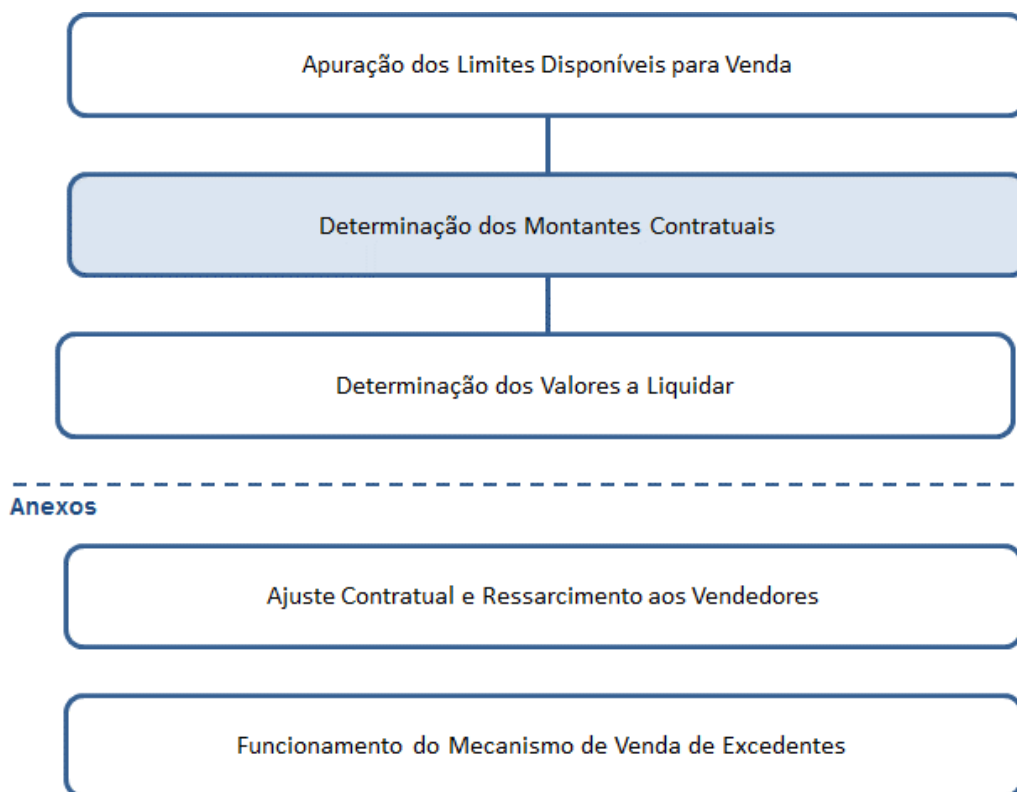 Apuração dos Limites Disponíveis para Venda
Determinação dos Montantes Contratuais
Determinação dos Valores a Liquidar
Anexos
Ajuste Contratual e Ressarcimento aos Vendedores
Funcionamento do Mecanismo de Venda de Excedentes